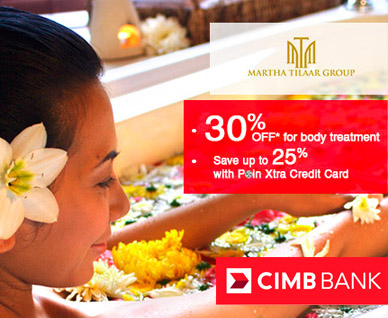 MARTHA TILAAR GROUP
• 30% OFF* for body treatment
• Save up to 25%
with Poin Xtra Credit Card
CIMB BANK